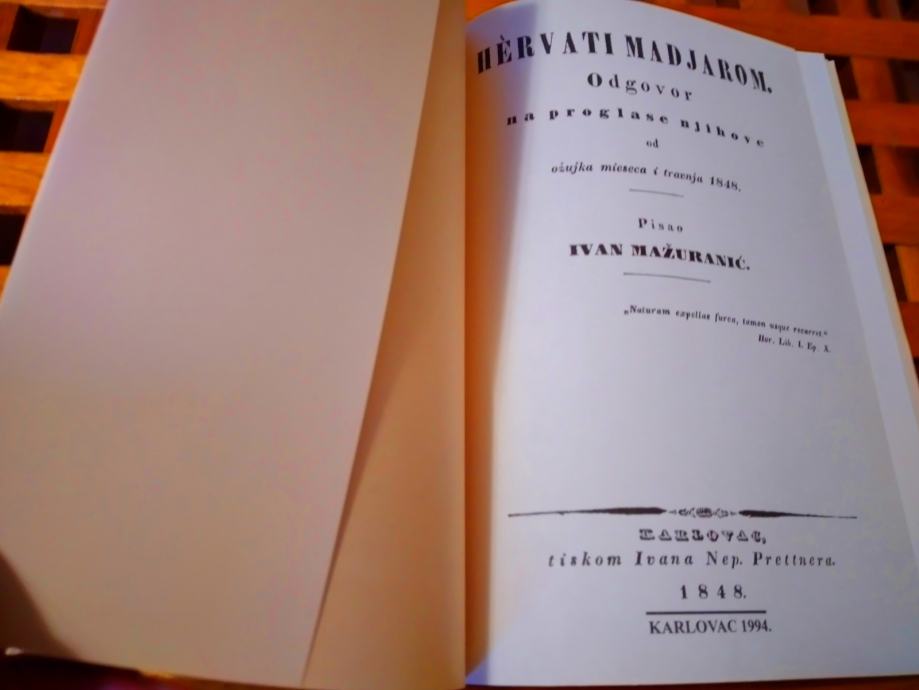 HÈRVATI MADJAROM.
Odgovor
na proglase njihove
od
ožujka mieseca i travnja 1848.
Pisao
IVAN MAŽURANIĆ.
„Naturam expellas furca, tamen usque recurret.“
Hor. Lib. I. Ep. X.
KARLOVAC,
tiskom Ivana Nep. Prettnera.
1848.
KARLOVAC 1994.